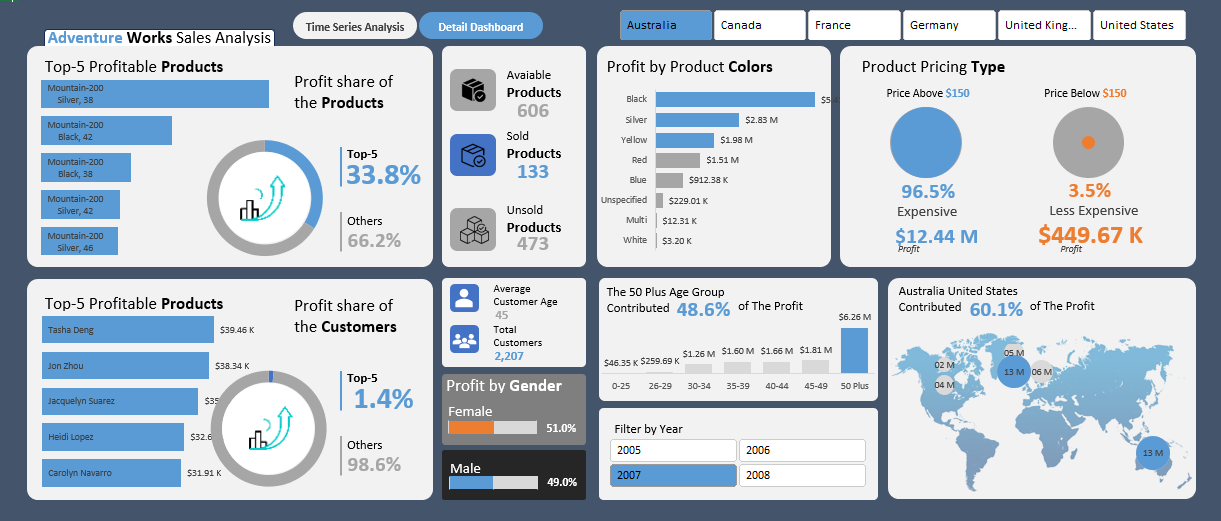 Time Series Analysis
Detail Dashboard
Australia
Canada
France
Germany
United King...
United States
Adventure Works Sales Analysis
Top-5 Profitable Products
Mountain-200
Silver, 38
Mountain-200
Black, 42
Mountain-200
Black, 38
Mountain-200
Silver, 42
Mountain-200
Silver, 46
Profit share of
the Products
Top-5
33.8%
Others
66.2%
Avaiable
Products
606
Sold
Products
133
Unsold
Products
473
Profit by Product Colors
Black
Silver
$2.83 M
Yellow
$1.98 M
Red
$1.51 M
Blue
$912.38 K
Unspecified
$229.01 K
Multi
$12.31 K
White
$3.20 K
Product Pricing Type
Price Above $150
96.5%
Expensive
$12.44 M
Profit
Price Below $150
3.5%
Less Expensive
$449.67 K
Profit
Top-5 Profitable Products
Tasha Deng
$39.46 K
Jon Zhou
$38.34 K
Jacquelyn Suarez
$35
Heidi Lopez
$32.6
Carolyn Navarro
$31.91 K
Profit share of
the Customers
Top-5
1.4%
Others
98.6%
Average
Customer Age
45
Total
Customers
2,207
Profit by Gender
Female
51.0%
Male
49.0%
The 50 Plus Age Group
Contributed 48.6% of The Profit
$46.35 K
$259.69 K
$1.26 M
$1.60 M
$1.66 M
$1.81 M
$6.26 M
0-25
26-29
30-34
35-39
40-44
45-49
50 Plus
Filter by Year
2005
2006
2007
2008
Australia United States
Contributed 60.1% of The Profit
02 M
04 M
05 M
13 M
06 M
13 M